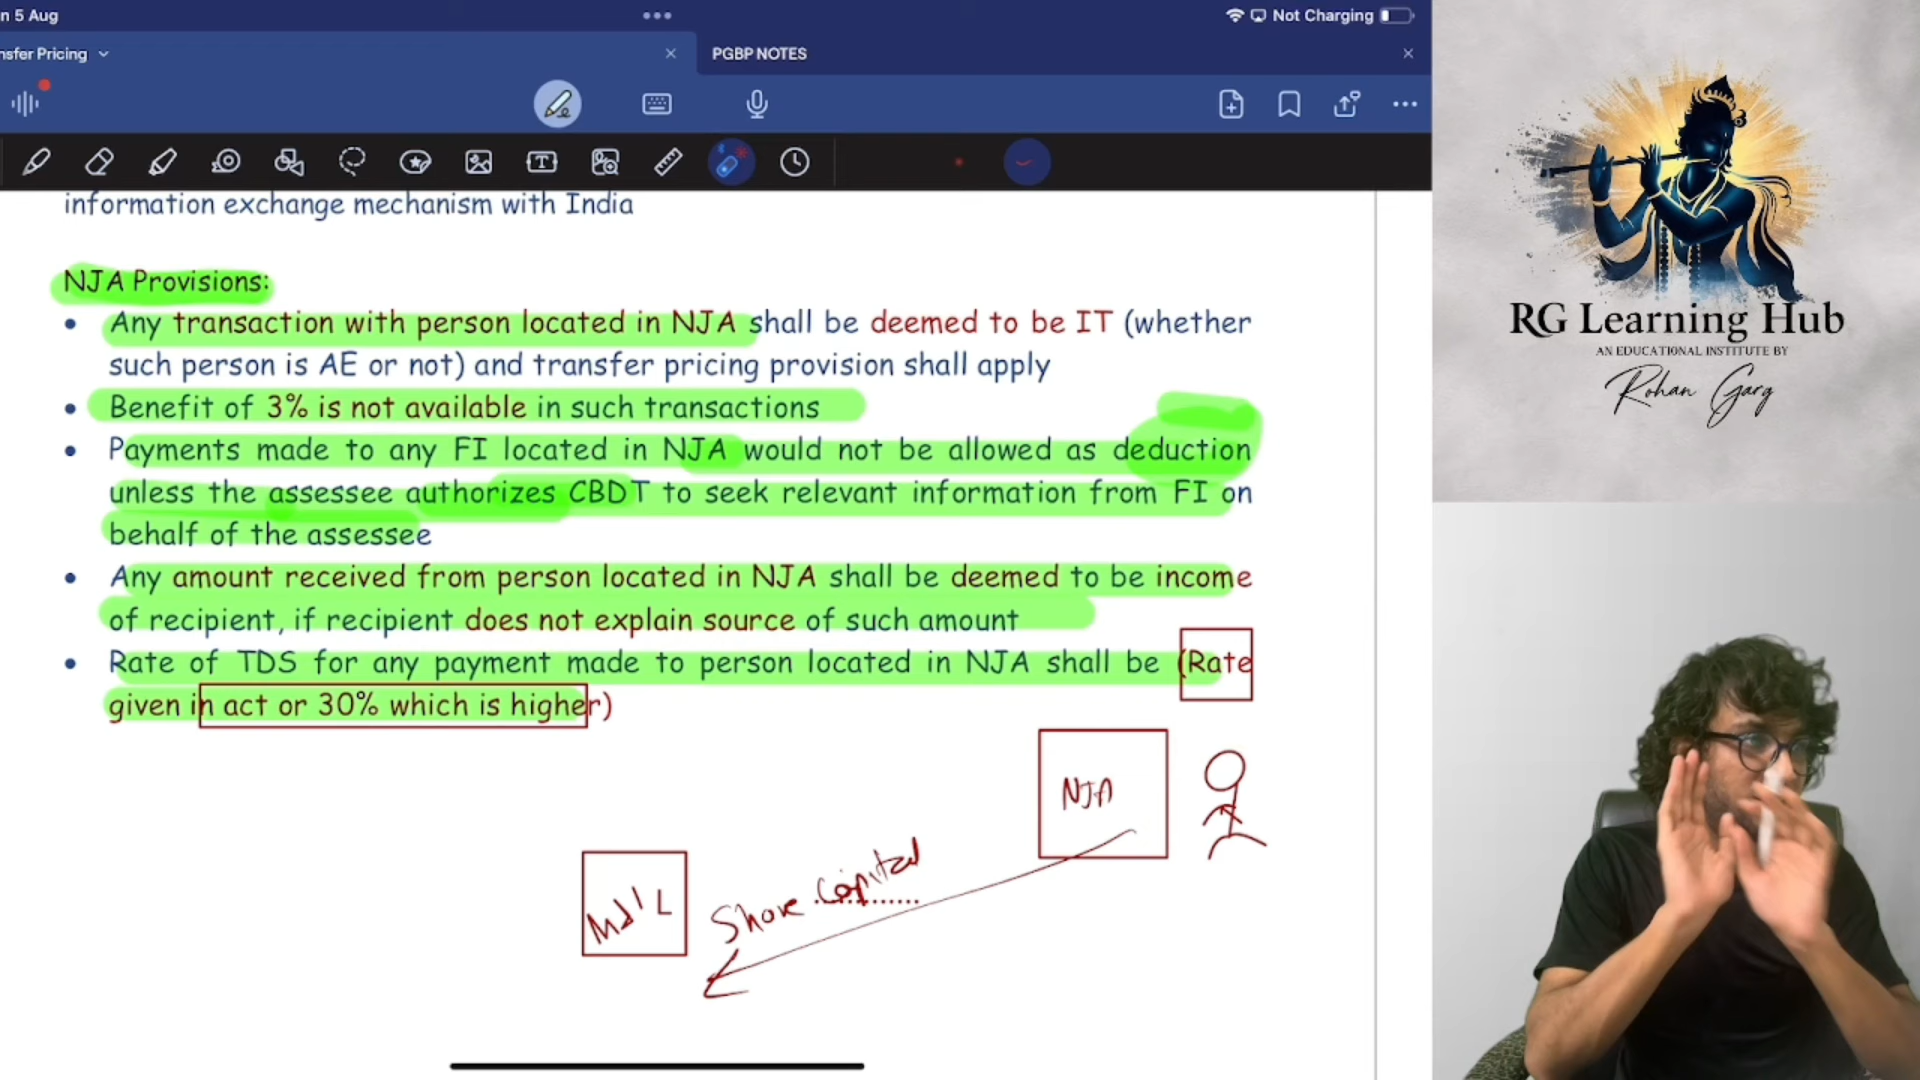 n 5 Aug
Not Charging
nsfer Pricing
PGBP NOTES
information exchange mechanism with India
NJA Provisions:
Any transaction with person located in NJA shall be deemed to be IT (whether
such person is AE or not) and transfer pricing provision shall apply
Benefit of 3% is not available in such transactions
Payments made to any FI located in NJA would not be allowed as deduction
unless the assessee authorizes CBDT to seek relevant information from FI on
behalf of the assessee
Any amount received from person located in NJA shall be deemed to be income
of recipient, if recipient does not explain source of such amount
Rate of TDS for any payment made to person located in NJA shall be (Rate
given in act or 30% which is higher)
NJA
Share Capital
RG Learning Hub
AN EDUCATIONAL INSTITUTE BY
Rohan Garg